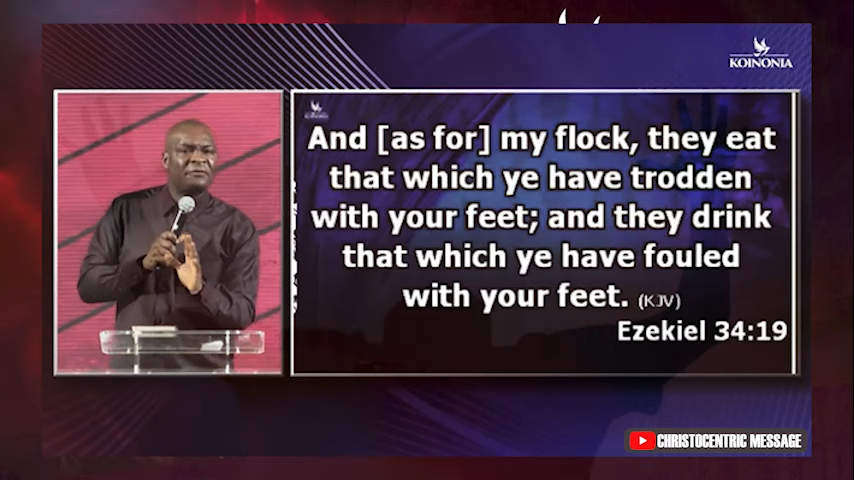 KOINONIA
KOINONIA
And [as for] my flock, they eat
that which ye have trodden
with your feet; and they drink
that which ye have fouled
with your feet. (KJV)
Ezekiel 34:19
CHRISTOCENTRIC MESSAGE